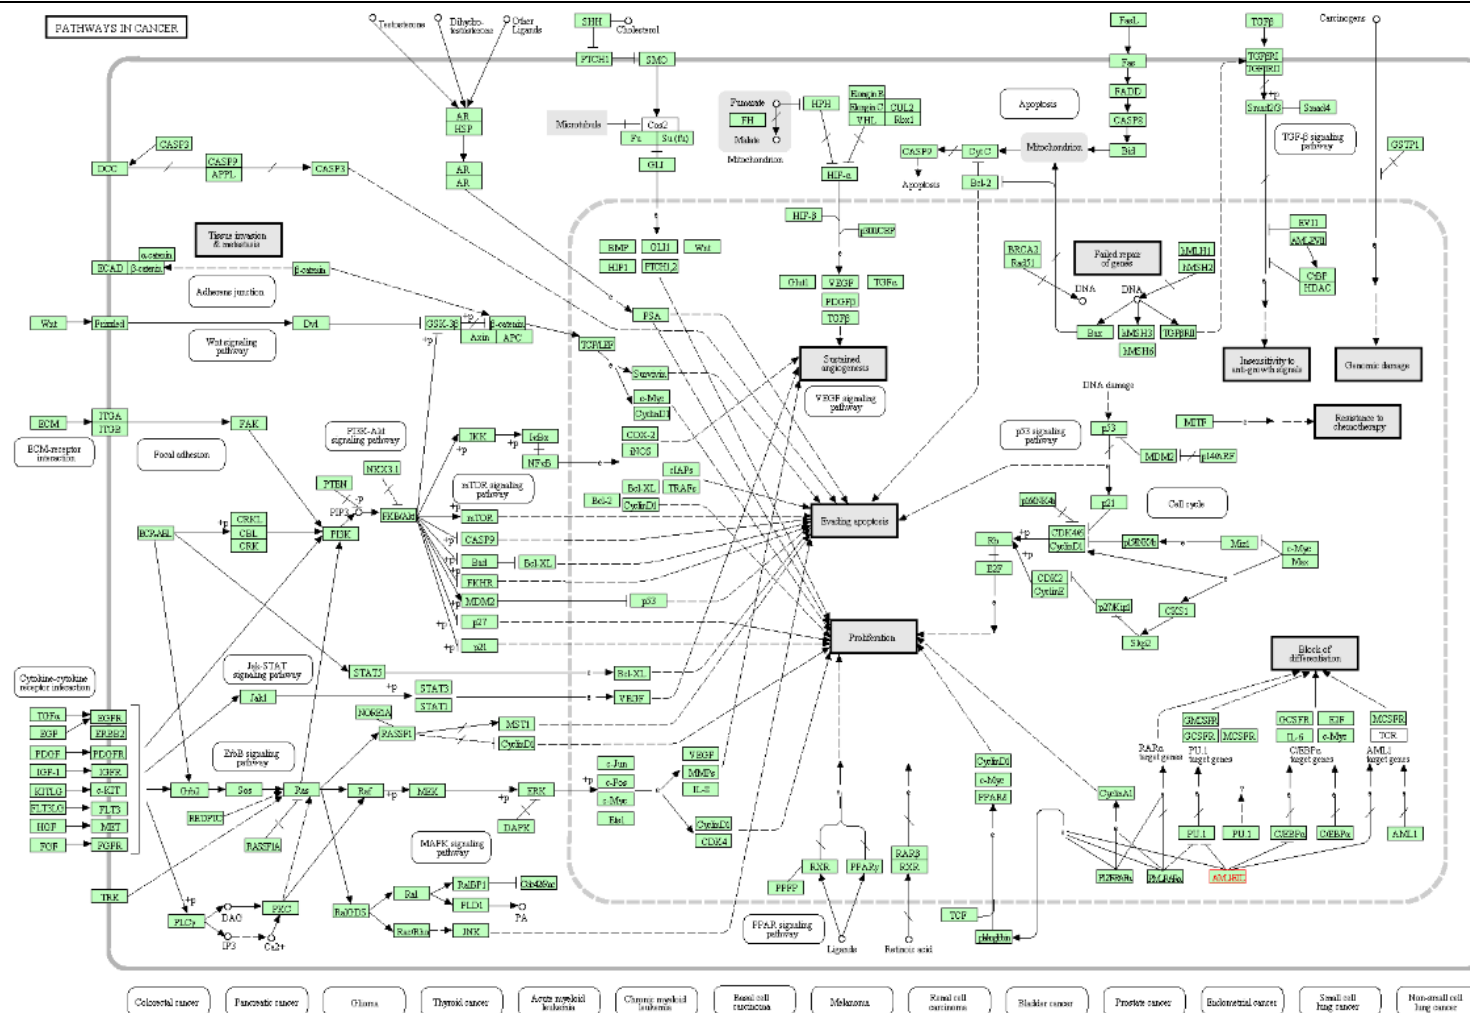 PATHWAYS IN CANCER
Testosterone
Dihydro-
testosterone
Other
Ligands
SHH
Cholesterol
PTCH1
SMO
FasL
Fas
FADD
CASP8
Bid
TGFβ
TGFβRI
TGFβRII
+p
Smad2/3
Smad4
Carcinogens
AR
HSP
AR
AR
Microtubule
Cos2
Fu
Su(fu)
GLI
Fumarate
FH
Malate
Mitochondrion
HPH
Elongin B
Elongin C
CUL2
VHL
Rbx1
HIF-α
Apoptosis
CASP9
CytC
Mitochondrion
Apoptosis
Bcl-2
TGF-β signaling
pathway
GSTP1
CASP3
DCC
CASP9
APPL
CASP3
Tissue invasion
& metastasis
α-catenin
ECAD
β-catenin
β-catenin
Adherens junction
HIF-β
p300/CBP
BMP
GLI1
Wnt
HIP1
PTCH1,2
Glut1
VEGF
TGFα
PDGFβ
TGFβ
BRCA2
Rad51
DNA
Failed repair
of genes
DNA
hMLH1
hMSH2
Bax
hMSH3
TGFβRII
hMSH6
EVI1
AML1-EVI1
CtBP
HDAC
Wnt
Frizzled
Dvl
GSK-3β
+p
β-catenin
Axin
APC
+p
Wnt signaling
pathway
PSA
TCP/LEF
Survivin
c-Myc
CyclinD1
Sustained
angiogenesis
VEGF signaling
pathway
Insensitivity to
anti-growth signals
Genomic damage
DNA damage
p53 signaling
pathway
p53
MDM2
p14ARF
MITF
Resistance to
chemotherapy
ECM
ITGA
ITGB
FAK
ECM-receptor
interaction
Focal adhesion
PI3K-Akt
signaling pathway
IKK
+p
IκBα
+p
NFκB
COX-2
iNOS
NKX3.1
PTEN
PIP3
-p
PKB/Akt
mTOR signaling
pathway
cIAPs
Bcl-XL
TRAFs
Bcl-2
CyclinD1
p21
Cell cycle
BCR-ABL
+p
CRKL
CBL
CRK
PI3K
+p
mTOR
+p
CASP9
+p
Bad
Bcl-XL
+p
FKHR
+p
MDM2
p53
+p
p27
+p
p21
Evading apoptosis
p16INK4a
Rb
+p
CDK4/6
CyclinD1
p15INK4b
Miz1
c-Myc
Max
E2F
CDK2
CyclinE
p27Kip1
CKS1
Skp2
Proliferation
Block of
differentiation
Jak-STAT
signaling pathway
STAT5
Bcl-XL
Jak1
+p
STAT3
STAT1
VEGF
Cytokine-cytokine
receptor interaction
TGFα
EGFR
EGF
ERBB2
PDGF
PDGFR
IGF-1
IGFR
KITLG
c-KIT
FLT3LG
FLT3
HGF
MET
FGF
FGFR
TRK
NORE1A
RASSF1
MST1
CyclinD1
ErbB signaling
pathway
Grb2
Sos
Ras
Raf
+p
MEK
+p
ERK
DAPK
RASSF1A
MAPK signaling
pathway
c-Jun
c-Fos
c-Myc
Ets1
VEGF
MMPs
IL-8
CyclinD1
CDK4
CyclinD1
c-Myc
PPARδ
GMCSFR
GCSFR
MCSFR
GCSFR
E2F
IL-6
c-Myc
MCSFR
TCR
RARα
target genes
PU.1
target genes
C/EBPα
target genes
AML1
target genes
CyclinA1
PU.1
PU.1
?
C/EBPα
C/EBPα
AML1
PLZF-RARα
PML-RARα
AML1-ETO
RXR
PPARγ
PPFP
RARβ
RXR
PPAR signaling
pathway
Ligands
Retinoic acid
TCF
+p
PLCγ
DAG
IP3
PKC
Ca2+
RalGDS
Ral
RalBP1
Cdc42/Rac
PLD1
PA
Rac/Rho
JNK
Colorectal cancer
Pancreatic cancer
Glioma
Thyroid cancer
Acute myeloid
leukemia
Chronic myeloid
leukemia
Basal cell
carcinoma
Melanoma
Renal cell
carcinoma
Bladder cancer
Prostate cancer
Endometrial cancer
Small cell
lung cancer
Non-small cell
lung cancer